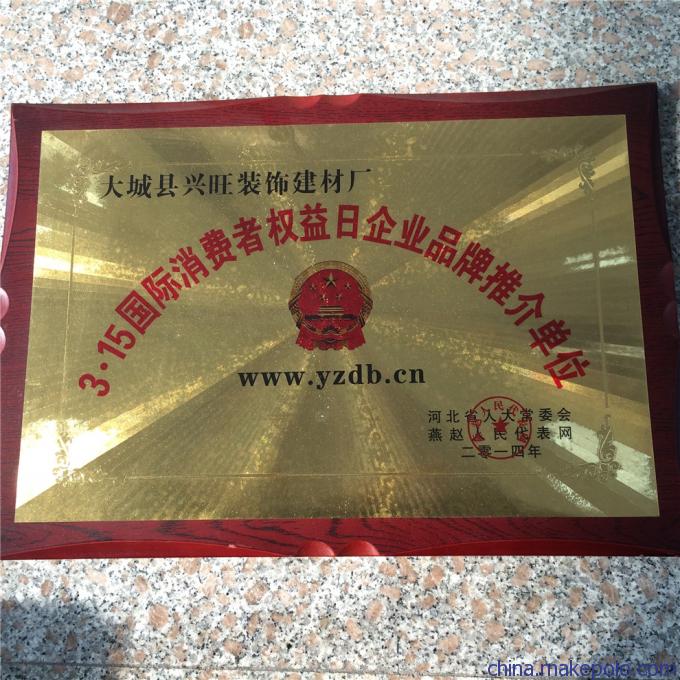 大城县兴旺装饰建材厂
3·15国际消费者权益日企业品牌推介单位
www.yzdb.cn
河北省人大常委会
燕赵人民代表网
二零一四年
china.makepolo.com